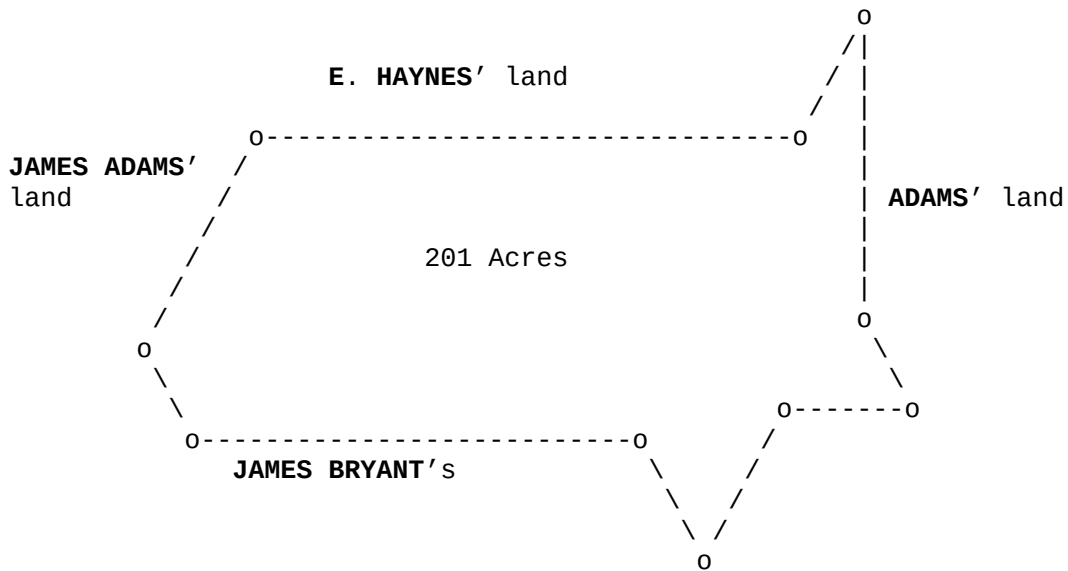 E. HAYNES’ land
JAMES ADAMS’
land
ADAMS’ land
201 Acres
JAMES BRYANT’s